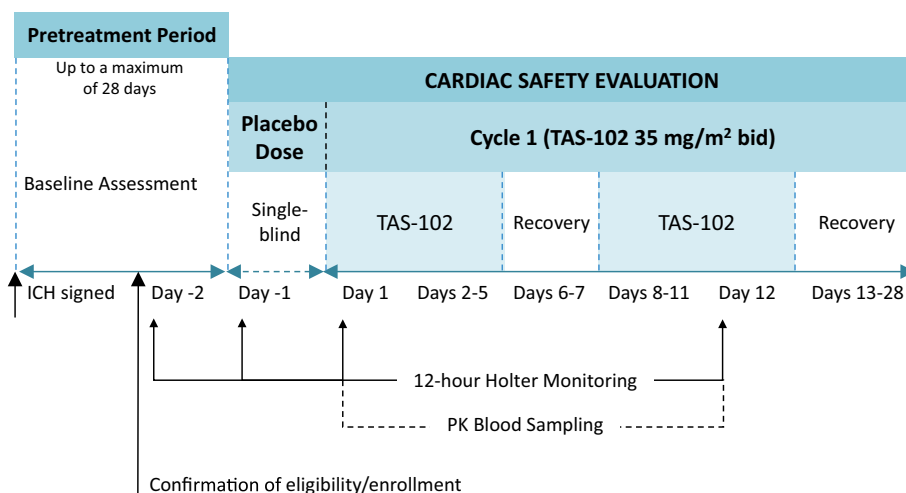 Pretreatment Period
Up to a maximum
of 28 days
CARDIAC SAFETY EVALUATION
Placebo
Dose
Cycle 1 (TAS-102 35 mg/m² bid)
Baseline Assessment
Single-
blind
TAS-102
Recovery
TAS-102
Recovery
ICH signed
Day -2
Day -1
Day 1
Days 2-5
Days 6-7
Days 8-11
Day 12
Days 13-28
12-hour Holter Monitoring
PK Blood Sampling
Confirmation of eligibility/enrollment